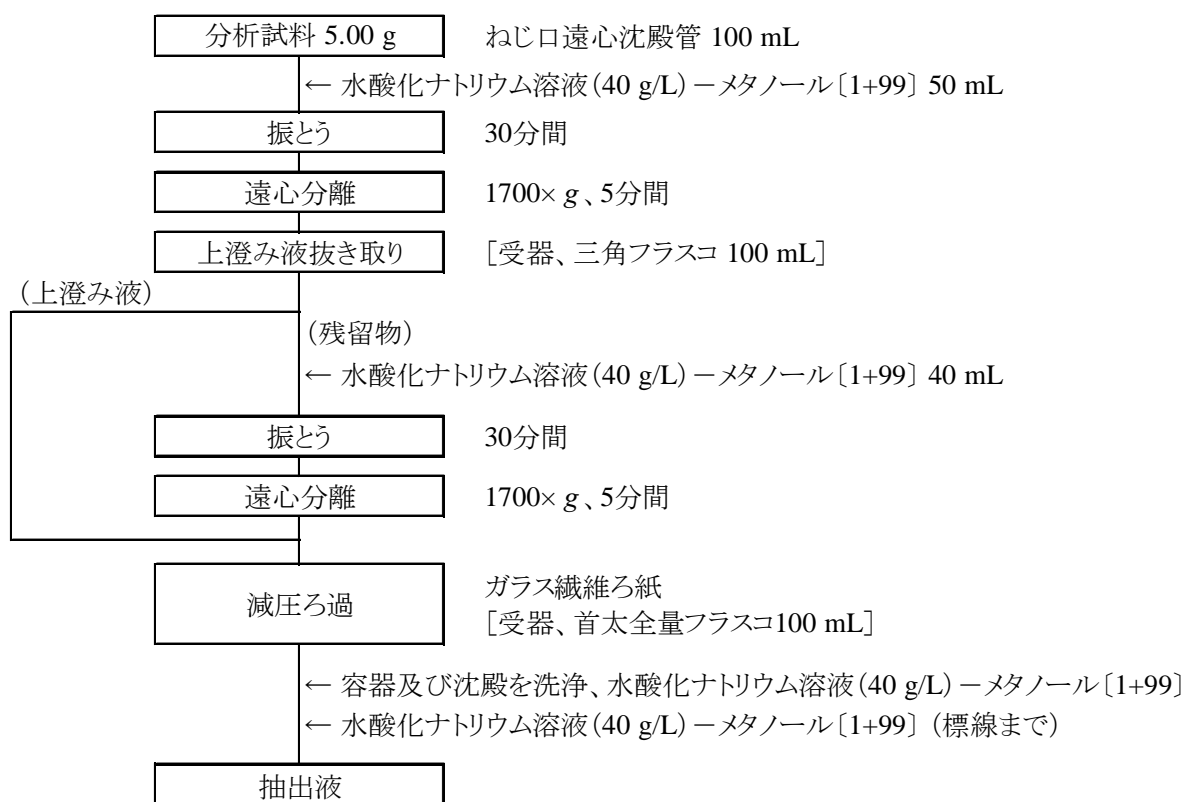 分析試料 5.00 g　ねじ口遠心沈殿管 100 mL
← 水酸化ナトリウム溶液(40 g/L)－メタノール〔1+99〕 50 mL
振とう　30分間
遠心分離　1700× g 、5分間
上澄み液抜き取り　［受器、三角フラスコ 100 mL］
(上澄み液)
(残留物)
← 水酸化ナトリウム溶液(40 g/L)－メタノール〔1+99〕 40 mL
振とう　30分間
遠心分離　1700× g 、5分間
ガラス繊維ろ紙
減圧ろ過
［受器、首太全量フラスコ100 mL］
← 容器及び沈殿を洗浄、水酸化ナトリウム溶液(40 g/L)－メタノール〔1+99〕
← 水酸化ナトリウム溶液(40 g/L)－メタノール〔1+99〕 (標線まで)
抽出液